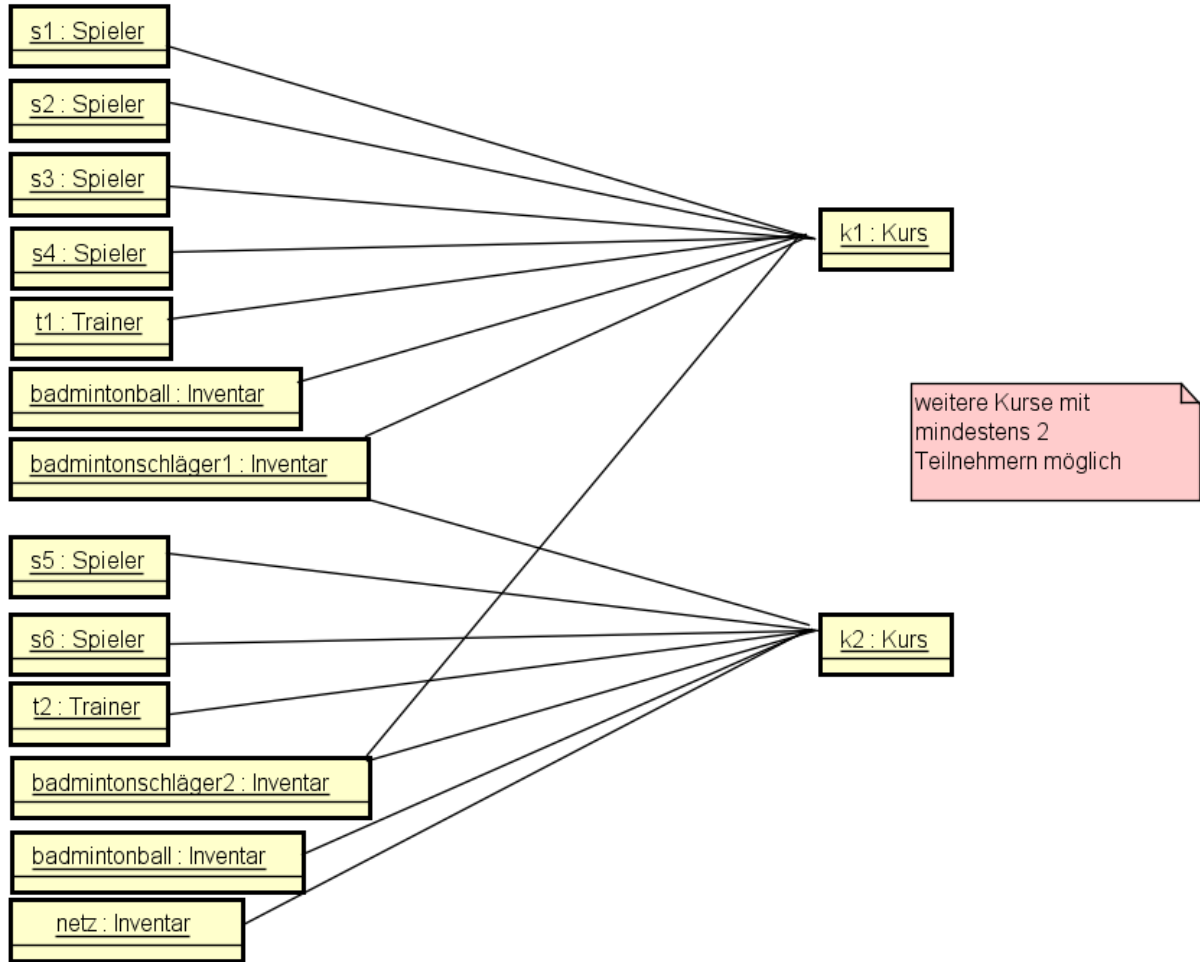 s1 : Spieler
s2 : Spieler
s3 : Spieler
s4 : Spieler
t1 : Trainer
badmintonball : Inventar
badmintonschläger1 : Inventar
k1 : Kurs
weitere Kurse mit
mindestens 2
Teilnehmern möglich
s5 : Spieler
s6 : Spieler
t2 : Trainer
badmintonschläger2 : Inventar
badmintonball : Inventar
netz : Inventar
k2 : Kurs